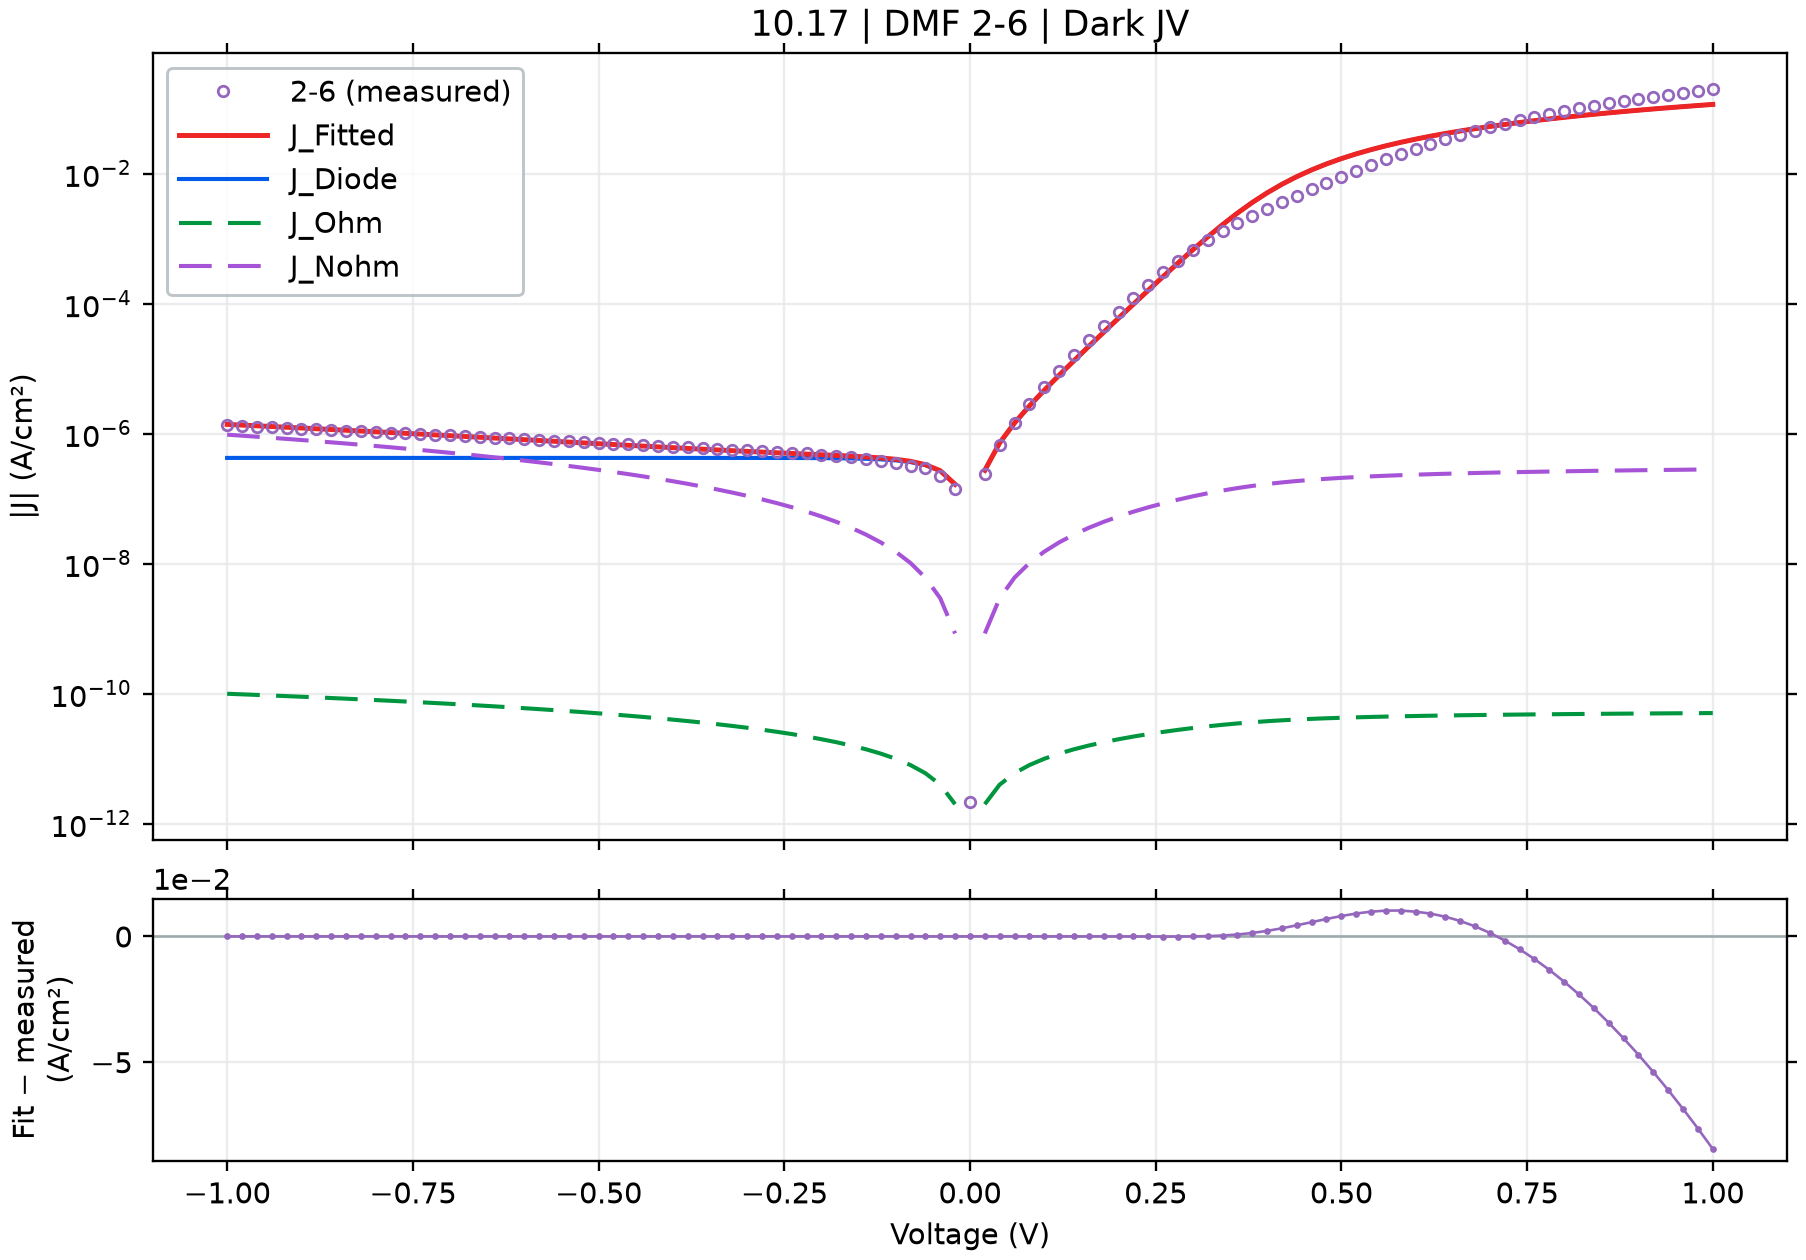 10.17 | DMF 2-6 | Dark JV
2-6 (measured)
J_Fitted
J_Diode
J_Ohm
J_Nohm
|J| (A/cm²)
10⁻²
10⁻⁴
10⁻⁶
10⁻⁸
10⁻¹⁰
10⁻¹²
1e−2
Fit − measured
(A/cm²)
0
−5
−1.00 −0.75 −0.50 −0.25 0.00 0.25 0.50 0.75 1.00
Voltage (V)